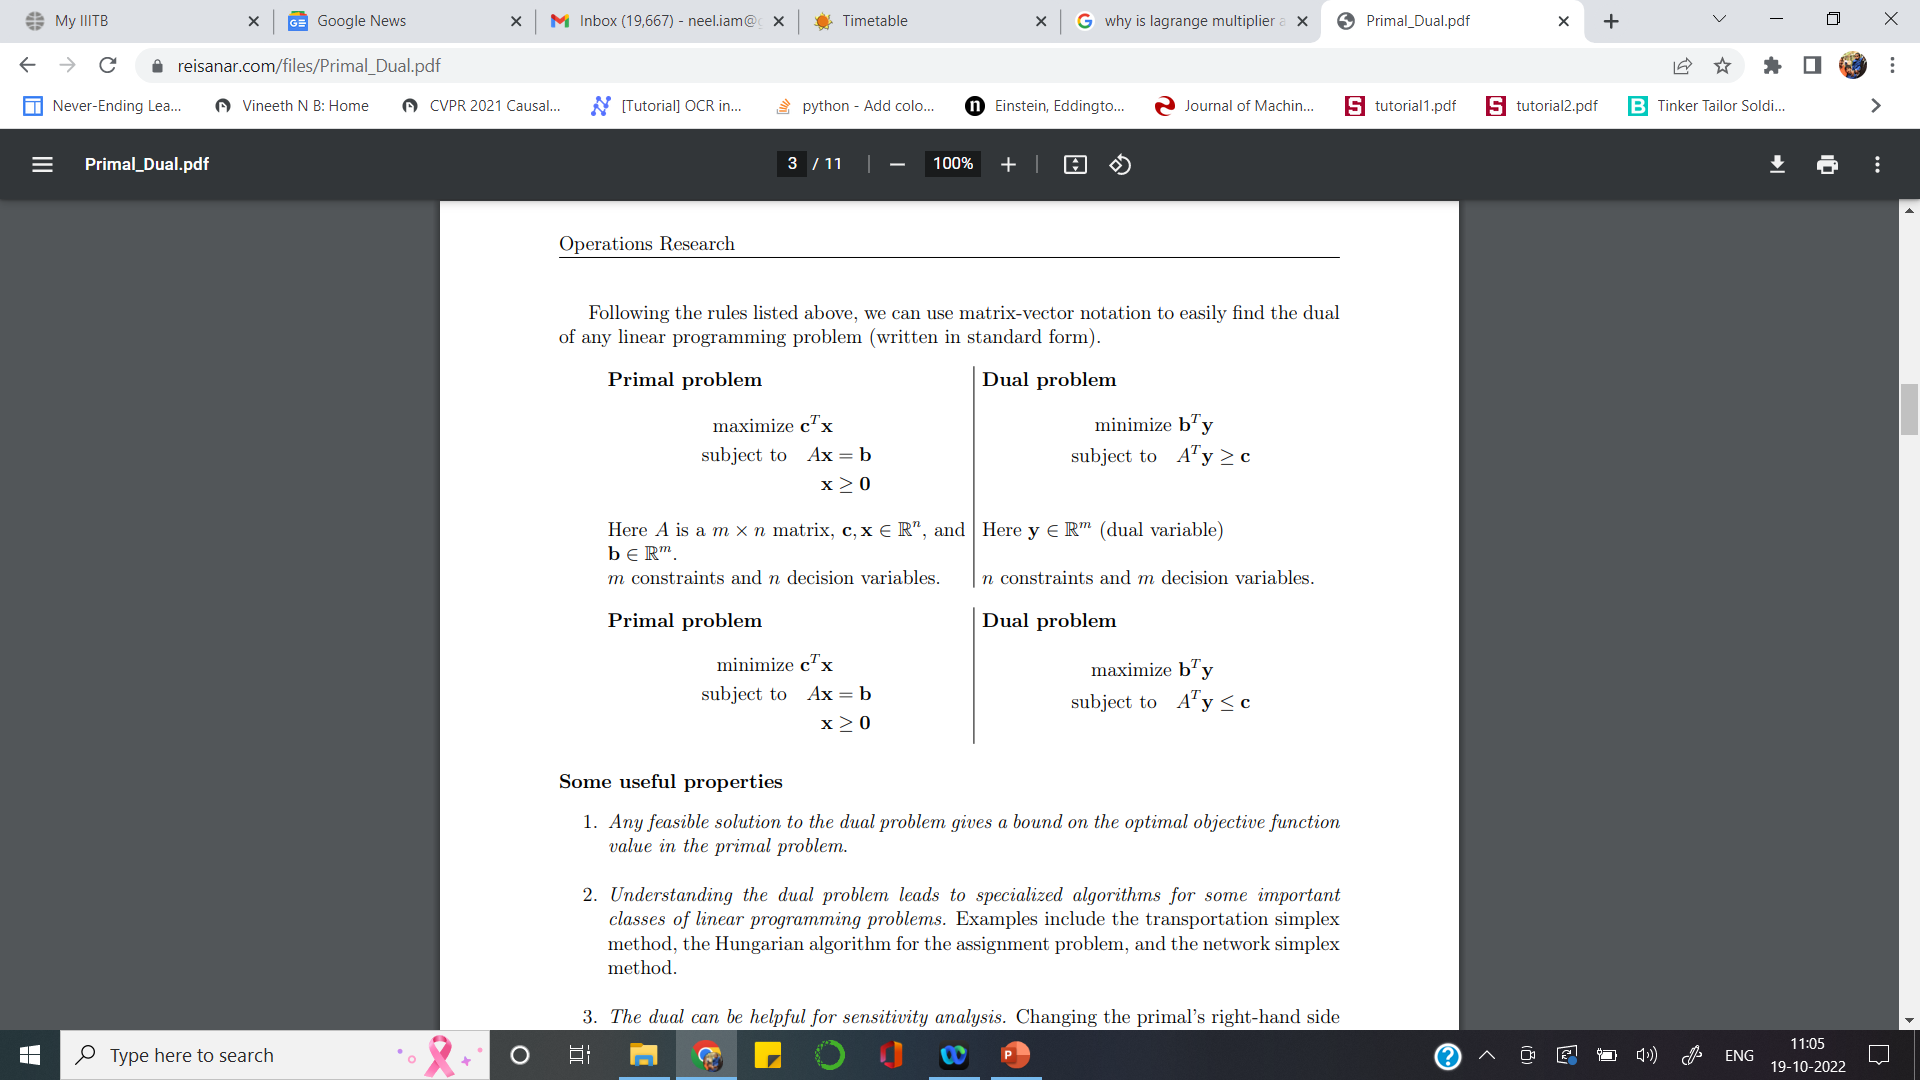 My IIITB
Google News
Inbox (19,667) - neel.iam@
Timetable
why is lagrange multiplier
Primal_Dual.pdf
reisanar.com/files/Primal_Dual.pdf
Never-Ending Lea...
Vineeth N B: Home
CVPR 2021 Causal...
[Tutorial] OCR in...
python - Add colo...
Einstein, Eddingto...
Journal of Machin...
tutorial1.pdf
tutorial2.pdf
Tinker Tailor Soldi...
Primal_Dual.pdf
3 / 11
100%
Operations Research
Following the rules listed above, we can use matrix-vector notation to easily find the dual
of any linear programming problem (written in standard form).
Primal problem
maximize cᵀx
subject to Ax = b
x ≥ 0
Here A is a m × n matrix, c, x ∈ ℝⁿ, and
b ∈ ℝᵐ.
m constraints and n decision variables.
Dual problem
minimize bᵀy
subject to Aᵀy ≥ c
Here y ∈ ℝᵐ (dual variable)
n constraints and m decision variables.
Primal problem
minimize cᵀx
subject to Ax = b
x ≥ 0
Dual problem
maximize bᵀy
subject to Aᵀy ≤ c
Some useful properties
1. Any feasible solution to the dual problem gives a bound on the optimal objective function
value in the primal problem.
2. Understanding the dual problem leads to specialized algorithms for some important
classes of linear programming problems. Examples include the transportation simplex
method, the Hungarian algorithm for the assignment problem, and the network simplex
method.
3. The dual can be helpful for sensitivity analysis. Changing the primal's right-hand side
Type here to search
ENG
11:05
19-10-2022